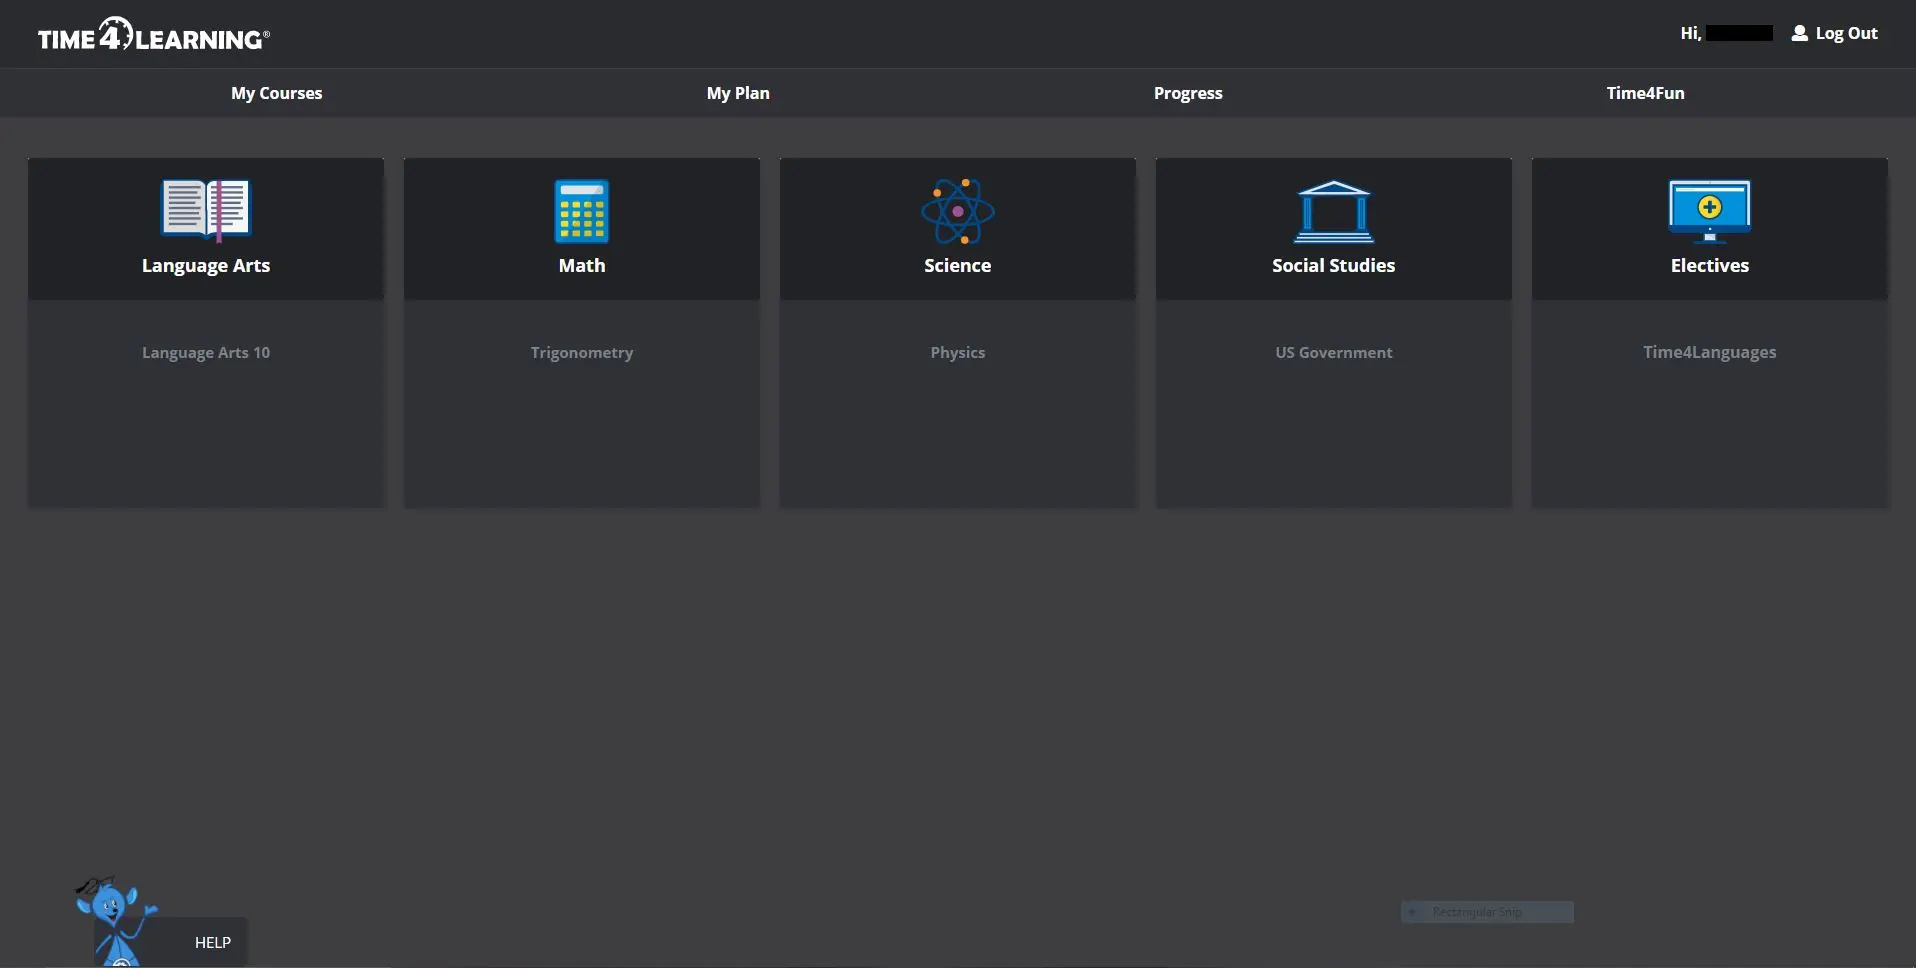 TIME4LEARNING®
Hi,
Log Out
My Courses
My Plan
Progress
Time4Fun
Language Arts
Math
Science
Social Studies
Electives
Language Arts 10
Trigonometry
Physics
US Government
Time4Languages
Rectangular Snip
HELP